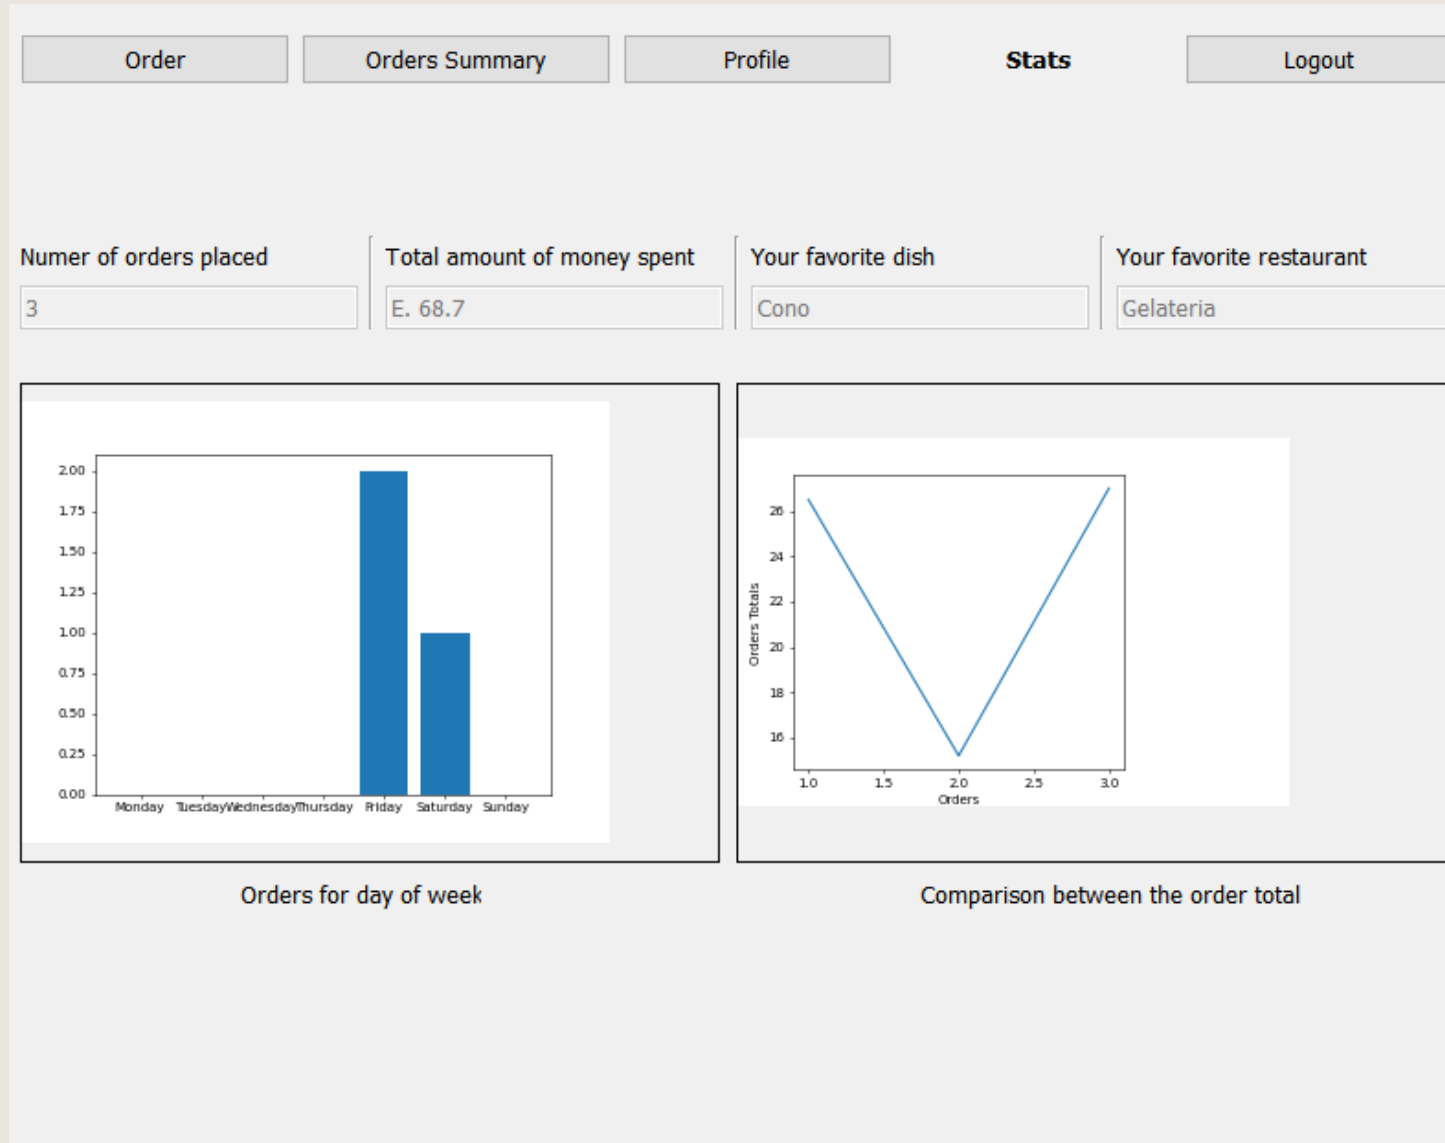 Order Orders Summary Profile Stats Logout
Numer of orders placed Total amount of money spent Your favorite dish Your favorite restaurant
3 E. 68.7 Cono Gelateria
2.00
1.75
1.50
1.25
1.00
0.75
0.50
0.25
0.00
Monday Tuesday Wednesday Thursday Friday Saturday Sunday
Orders for day of week
Orders Totals
26
24
22
20
18
16
1.0 1.5 2.0 2.5 3.0
Orders
Comparison between the order total